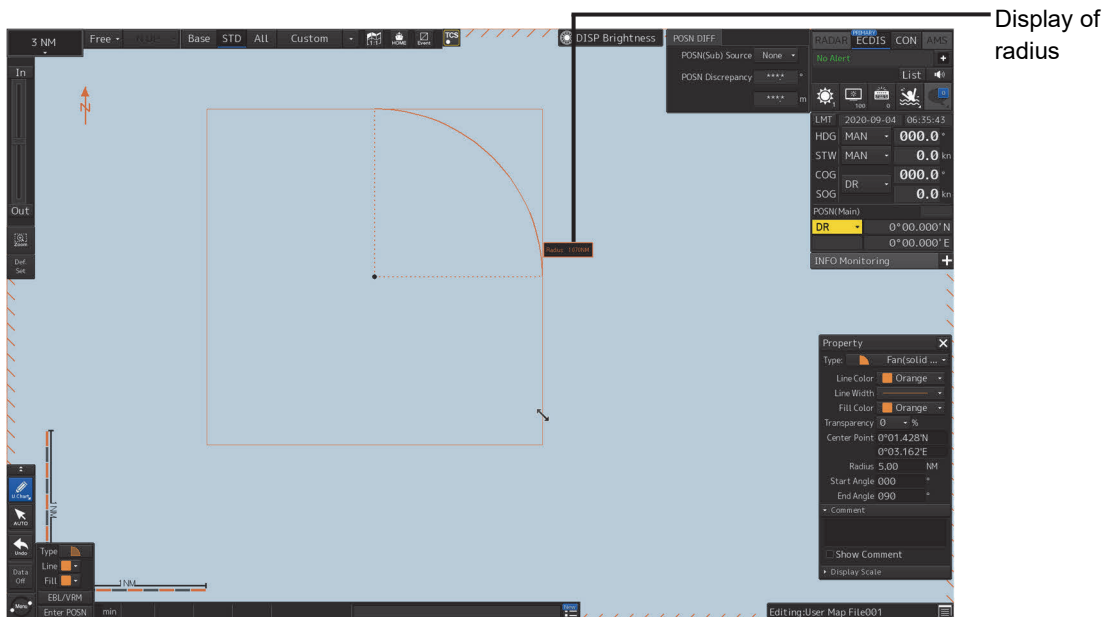 Display of
radius
3 NM
Free
Base STD All Custom
1:1 HOME Event TCS
DISP Brightness
POSN DIFF
POSN(Sub) Source None
POSN Discrepancy ***.* °
***.* m
RADAR PRIMARY ECDIS CON AMS
No Alert +
List
1 100 0 0
LMT 2020-09-04 06:35:43
HDG MAN 000.0 °
STW MAN 0.0 kn
COG 000.0 °
DR
SOG 0.0 kn
POSN(Main)
DR 0°00.000'N
0°00.000'E
INFO Monitoring +
In
Out
Zoom
Def.
Set
N
Radius
Property X
Type: Fan(solid ...
Line Color Orange
Line Width
Fill Color Orange
Transparency 0 %
Center Point 0°01.428'N
0°03.162'E
Radius 5.00 NM
Start Angle 000 °
End Angle 090 °
Comment
Show Comment
Display Scale
U Chart
AUTO
Undo
Data
Off
Menu
1NM
1NM
Type
Line
Fill
EBL/VRM
Enter POSN min
New
Editing:User Map File001